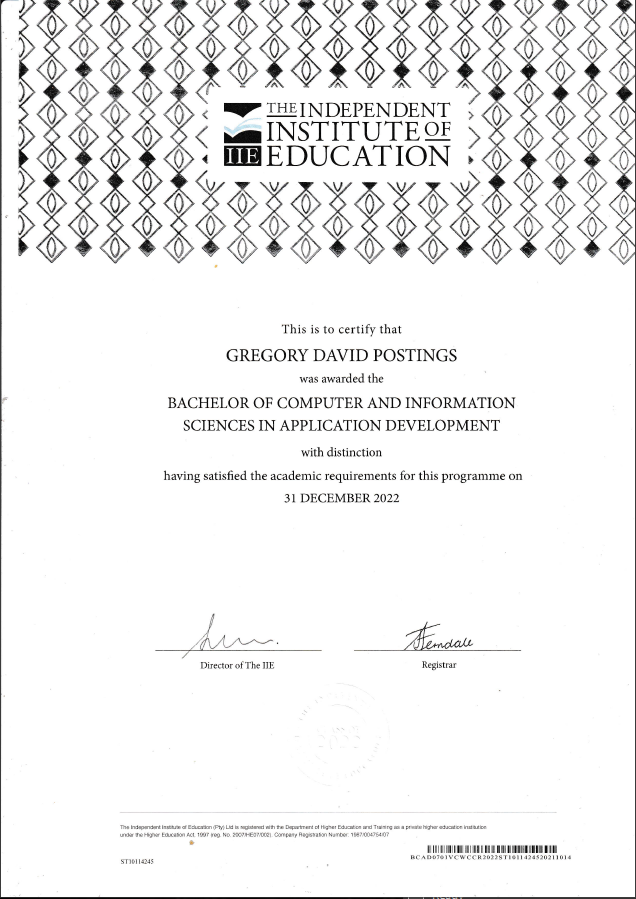 THE INDEPENDENT
INSTITUTE OF
IIE EDUCATION
This is to certify that
GREGORY DAVID POSTINGS
was awarded the
BACHELOR OF COMPUTER AND INFORMATION
SCIENCES IN APPLICATION DEVELOPMENT
with distinction
having satisfied the academic requirements for this programme on
31 DECEMBER 2022
Director of The IIE
Registrar
The Independent Institute of Education (Pty) Ltd is registered with the Department of Higher Education and Training as a private higher education institution
under the Higher Education Act, 1997 (reg. No. 2007/HE07/002). Company Registration Number: 1987/004754/07
BCAD0701VCWCCR2022ST1011424520211014
ST10114245